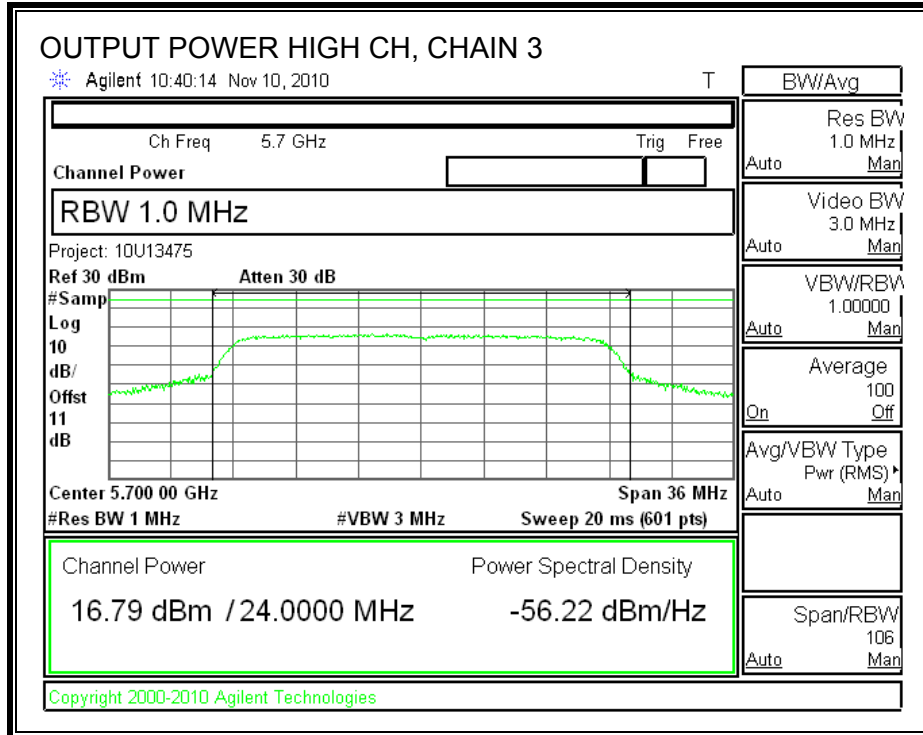 OUTPUT POWER HIGH CH, CHAIN 3
Agilent 10:40:14 Nov 10, 2010 T
Ch Freq 5.7 GHz Trig Free
Channel Power
RBW 1.0 MHz
Project: 10U13475
Ref 30 dBm Atten 30 dB
#Samp
Log
10
dB/
Offst
11
dB
Center 5.700 00 GHz Span 36 MHz
#Res BW 1 MHz #VBW 3 MHz Sweep 20 ms (601 pts)
Channel Power Power Spectral Density
16.79 dBm / 24.0000 MHz -56.22 dBm/Hz
Copyright 2000-2010 Agilent Technologies
BW/Avg
Res BW
1.0 MHz
Auto Man
Video BW
3.0 MHz
Auto Man
VBW/RBW
1.00000
Auto Man
Average
100
On Off
Avg/VBW Type
Pwr (RMS)
Auto Man
Span/RBW
106
Auto Man